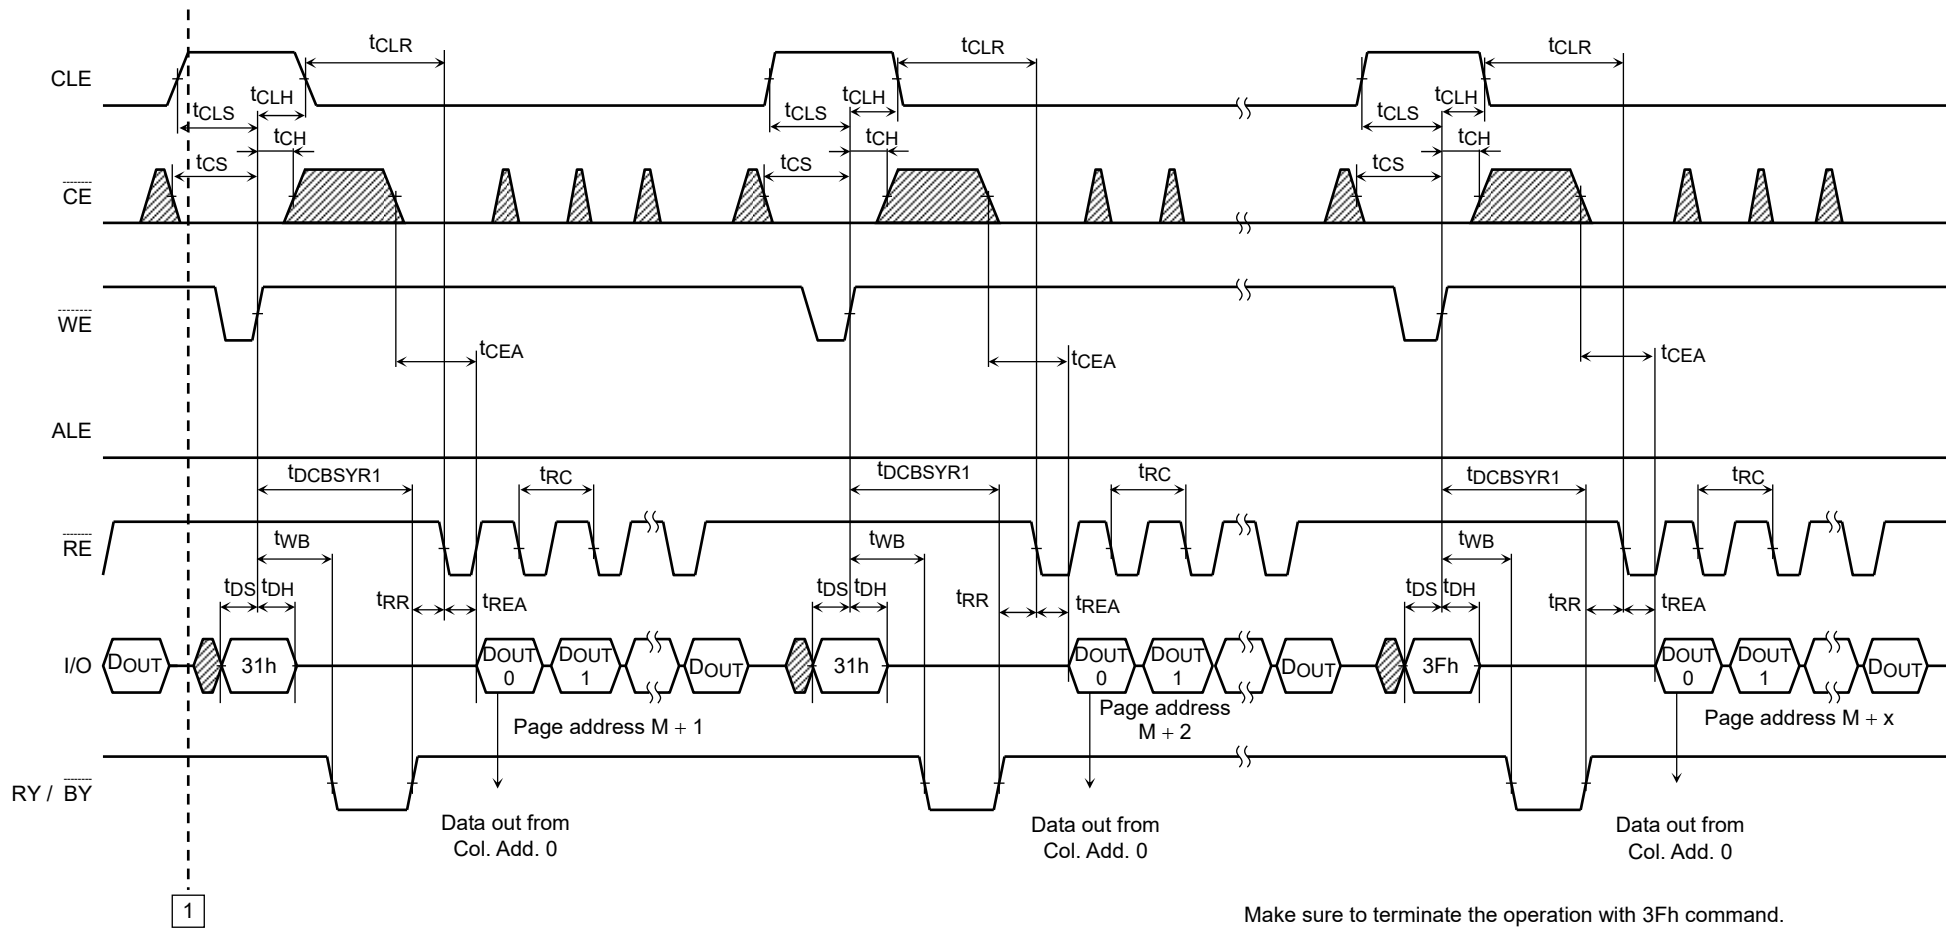 tCLR tCLR tCLR
CLE
tCLH tCLH tCLH
tCLS tCLS tCLS
tCH tCH tCH
tCS tCS tCS
CE
WE
tCEA tCEA tCEA
ALE
tDCBSYR1 tRC tDCBSYR1 tRC tDCBSYR1 tRC
RE tWB tWB tWB
tDS tDH tDS tDH tDS tDH
tRR tREA tRR tREA tRR tREA
I/O DOUT 31h DOUT 0 DOUT 1 DOUT 31h DOUT 0 DOUT 1 DOUT 3Fh DOUT 0 DOUT 1 DOUT
Page address M + 1
Page address
M + 2
Page address M + x
RY / BY
Data out from
Col. Add. 0
Data out from
Col. Add. 0
Data out from
Col. Add. 0
1
Make sure to terminate the operation with 3Fh command.